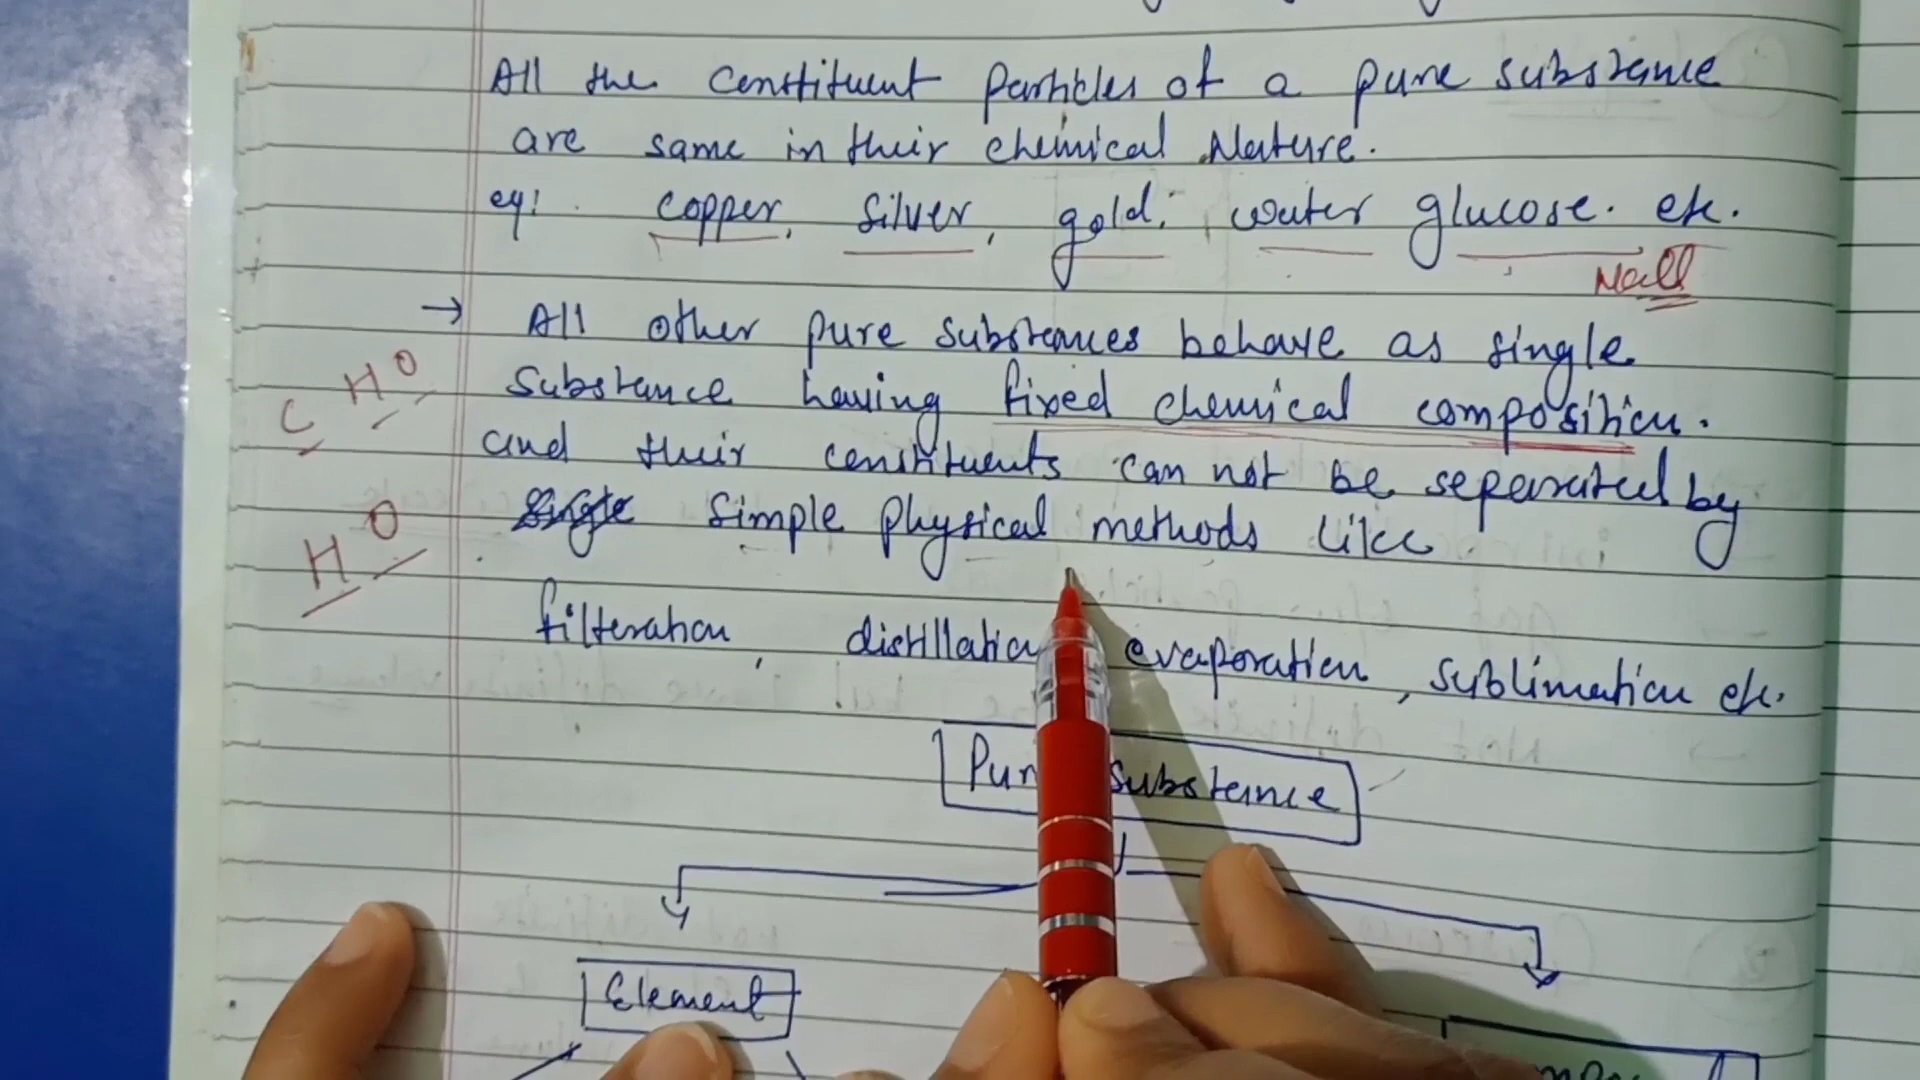 All the constituent particles of a pure substance
are same in their chemical Nature.
eg: copper, silver, gold, water glucose. etc.
Nacl
→ All other pure substances behave as single
substance having fixed chemical composition.
C H O
and their constituents can not be separated by
simple physical methods like
H O
filteration, distillation evaporation, sublimation etc.
Pure substance
Element